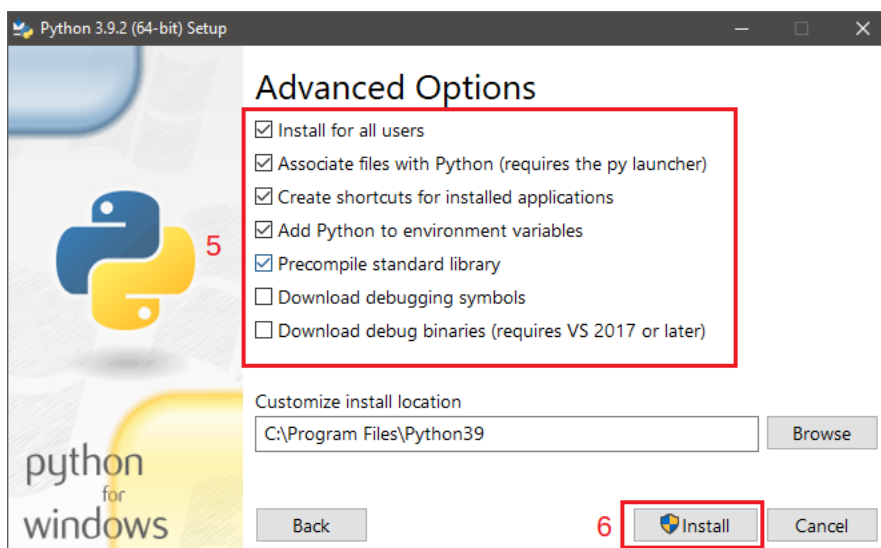 Python 3.9.2 (64-bit) Setup
Advanced Options
Install for all users
Associate files with Python (requires the py launcher)
Create shortcuts for installed applications
Add Python to environment variables
5
Precompile standard library
Download debugging symbols
Download debug binaries (requires VS 2017 or later)
Customize install location
C:\Program Files\Python39
Browse
python
for
windows
Back
6
Install
Cancel